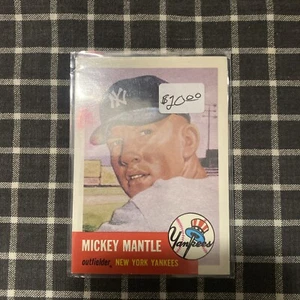 NY
$20.00
MICKEY MANTLE
Yankees
outfielder, NEW YORK YANKEES